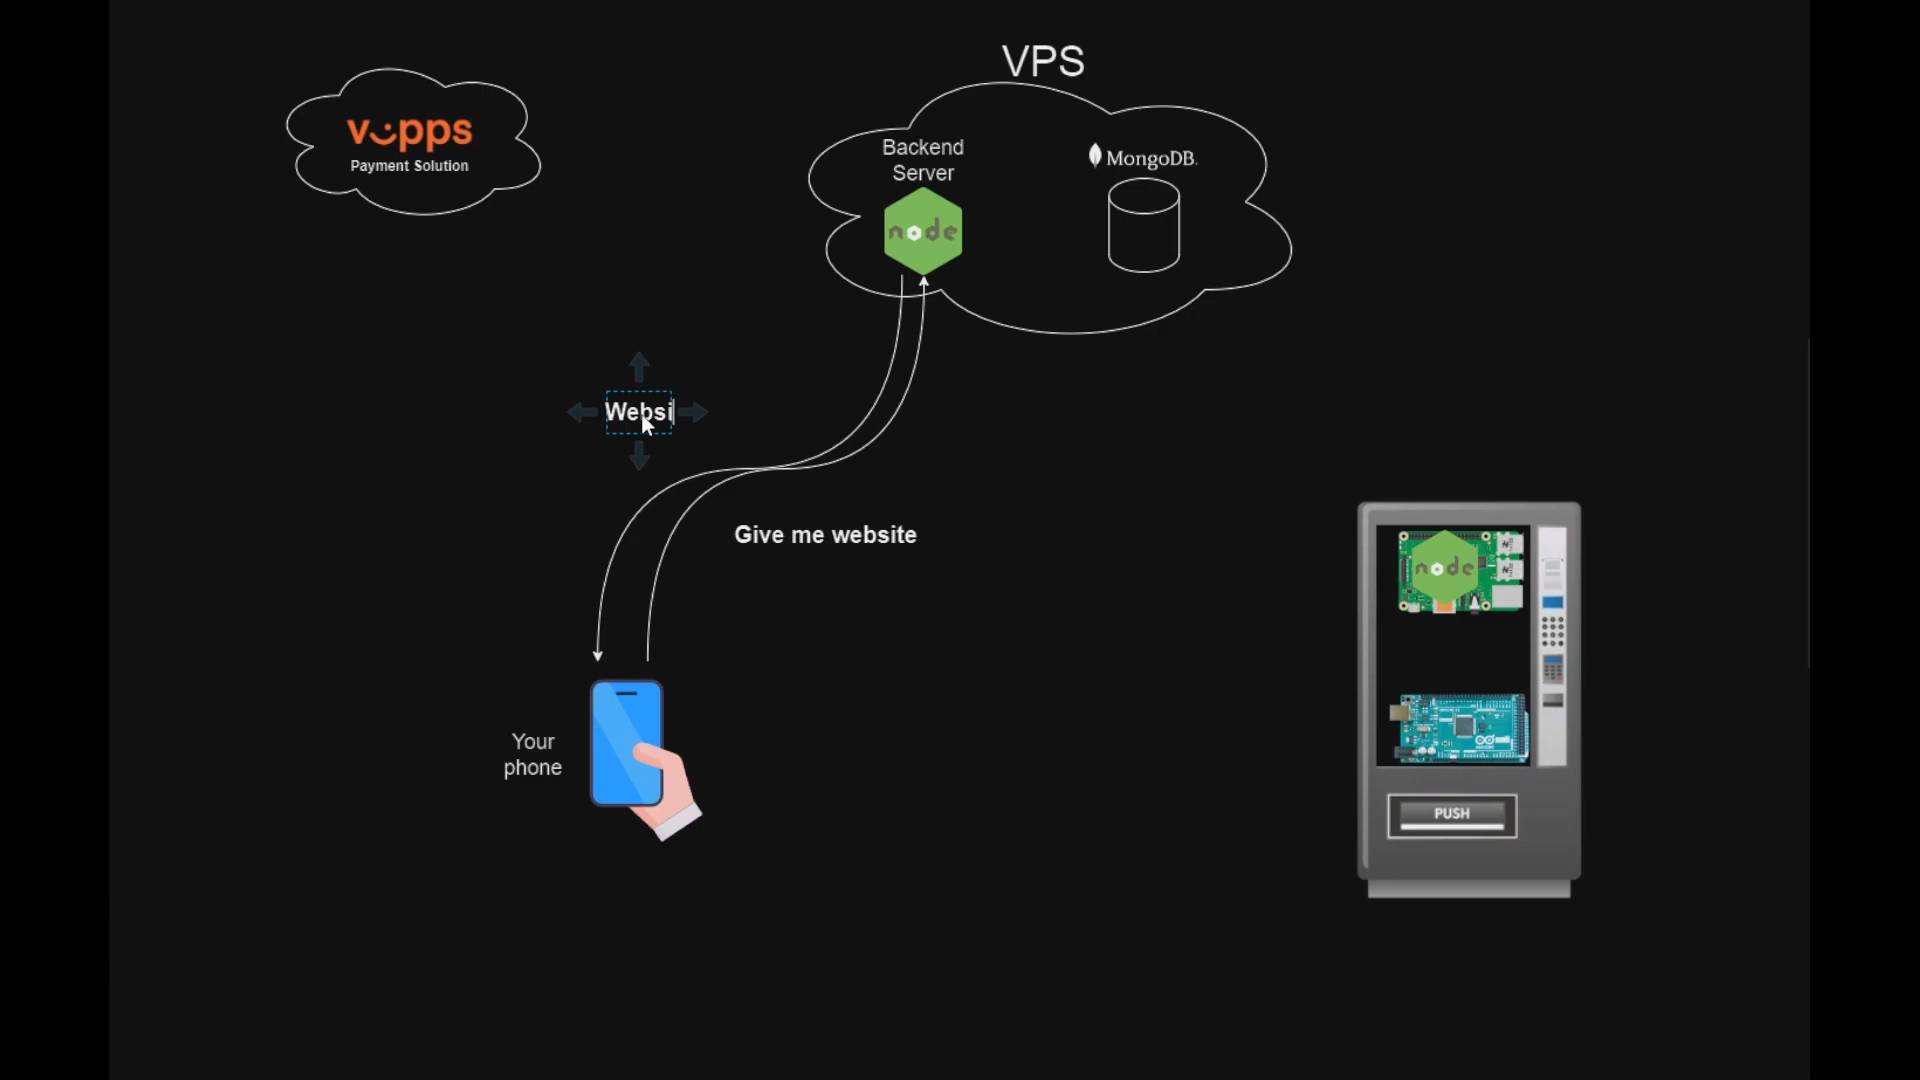 VPS
vipps
Payment Solution
Backend
Server
node
MongoDB.
Websi
Give me website
node
Your
phone
PUSH